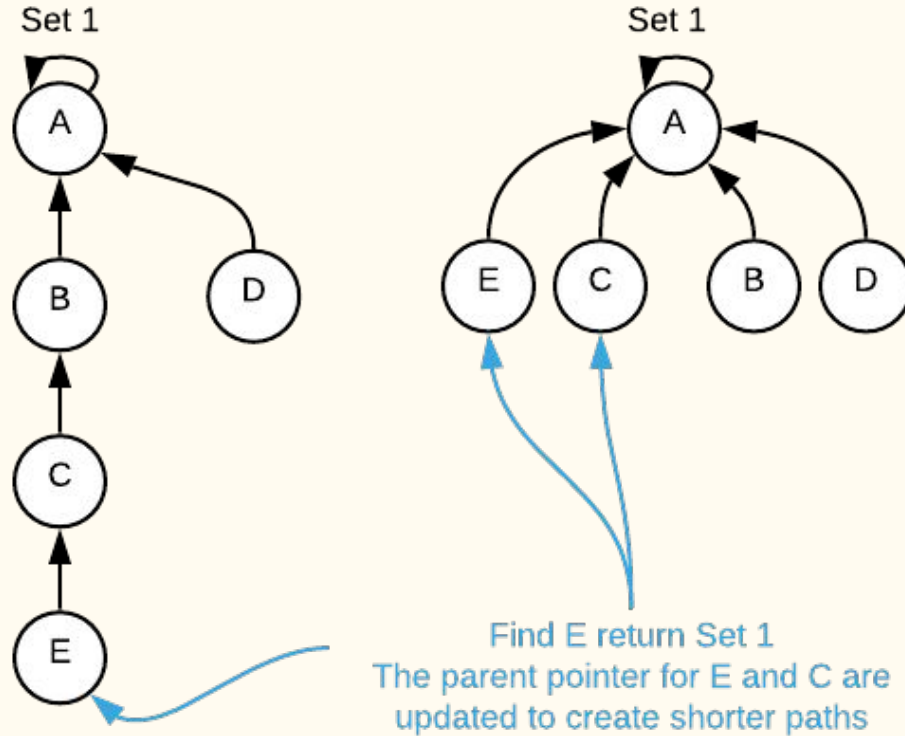 Set 1
A
B
D
C
E
Set 1
A
E
C
B
D
Find E return Set 1
The parent pointer for E and C are
updated to create shorter paths